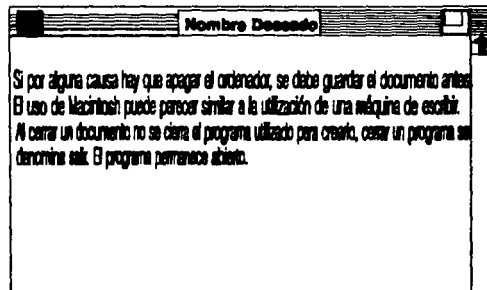 Nombre Deseado
Si por alguna causa hay que apagar el ordenador, se debe guardar el documento antes.
El uso de Macintosh puede parecer similar a la utilización de una máquina de escribir.
Al cerrar un documento no se cierra el programa utilizado para crearlo, cerrar un programa se
denomina salir. El programa permanece abierto.